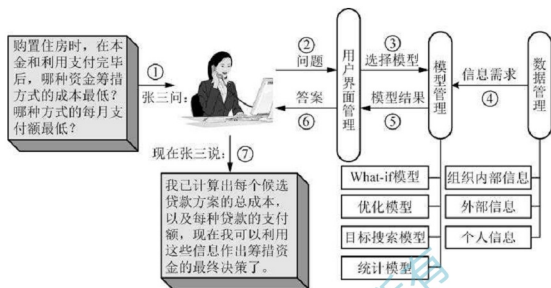 购置住房时，在本
金和利用支付完毕
后，哪种资金筹措
方式的成本最低？
哪种方式的每月支
付额最低？
①
张三问：
②
问题
答案
⑥
用户界面管理
③
选择模型
模型结果
⑤
模型管理
信息需求
④
数据管理
现在张三说：⑦
我已计算出每个候选
贷款方案的总成本，
以及每种贷款的支付
额，现在我可以利用
这些信息作出筹措资
金的最终决策了。
What-if模型
优化模型
目标搜索模型
统计模型
组织内部信息
外部信息
个人信息
所有